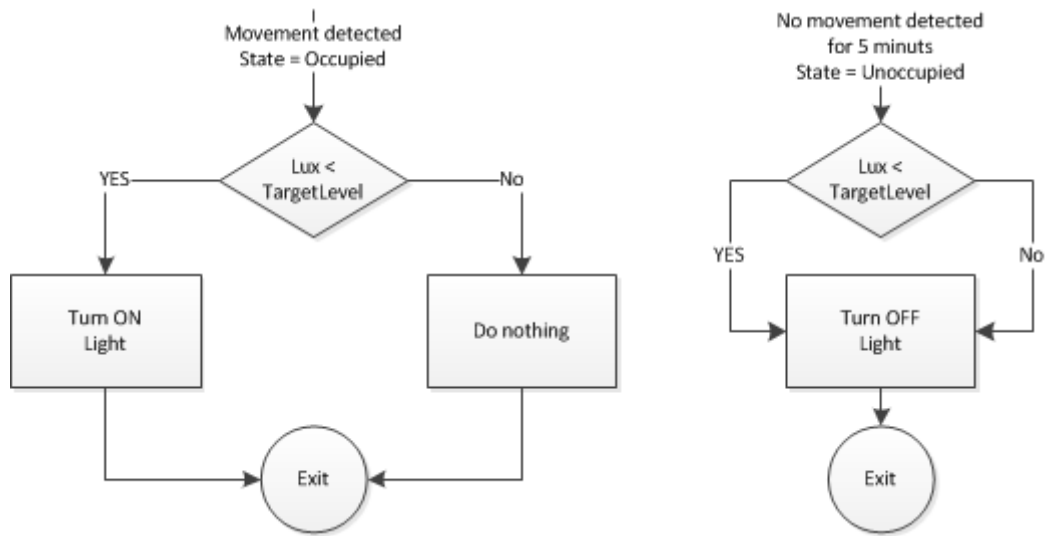 Movement detected
State = Occupied
Lux <
TargetLevel
YES
No
Turn ON
Light
Do nothing
Exit
No movement detected
for 5 minuts
State = Unoccupied
Lux <
TargetLevel
YES
No
Turn OFF
Light
Exit